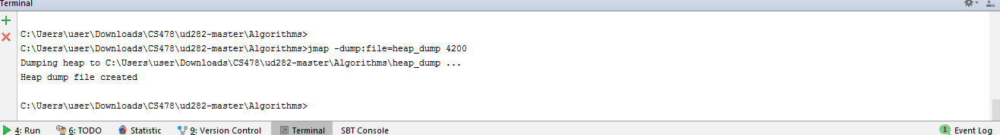 Terminal
C:\Users\user\Downloads\CS478\ud282-master\Algorithms>
C:\Users\user\Downloads\CS478\ud282-master\Algorithms>jmap -dump:file=heap_dump 4200
Dumping heap to C:\Users\user\Downloads\CS478\ud282-master\Algorithms\heap_dump ...
Heap dump file created
C:\Users\user\Downloads\CS478\ud282-master\Algorithms>
4: Run 6: TODO Statistic 9: Version Control Terminal SBT Console 1 Event Log